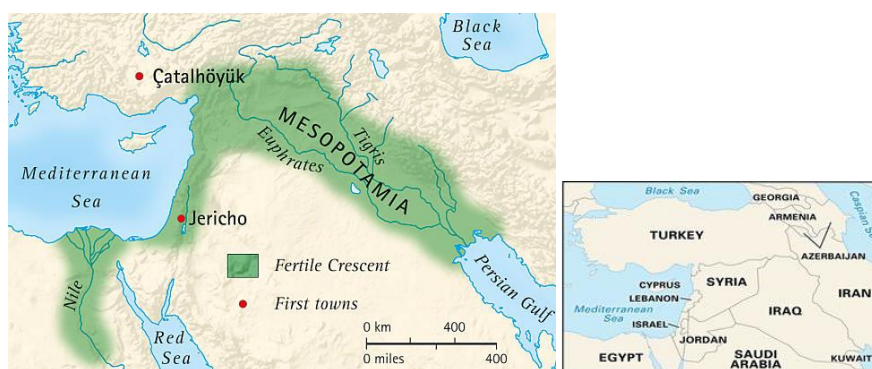 Black
Sea
Çatalhöyük
MESOPOTAMIA
Tigris
Euphrates
Mediterranean
Sea
Jericho
Fertile Crescent
Nile
First towns
Persian Gulf
Red
Sea
0 km 400
0 miles 400
Black Sea
GEORGIA
Caspian Sea
ARMENIA
TURKEY
AZERBAIJAN
CYPRUS
SYRIA
LEBANON
IRAN
Mediterranean
Sea
IRAQ
ISRAEL
JORDAN
EGYPT
SAUDI
ARABIA
KUWAIT